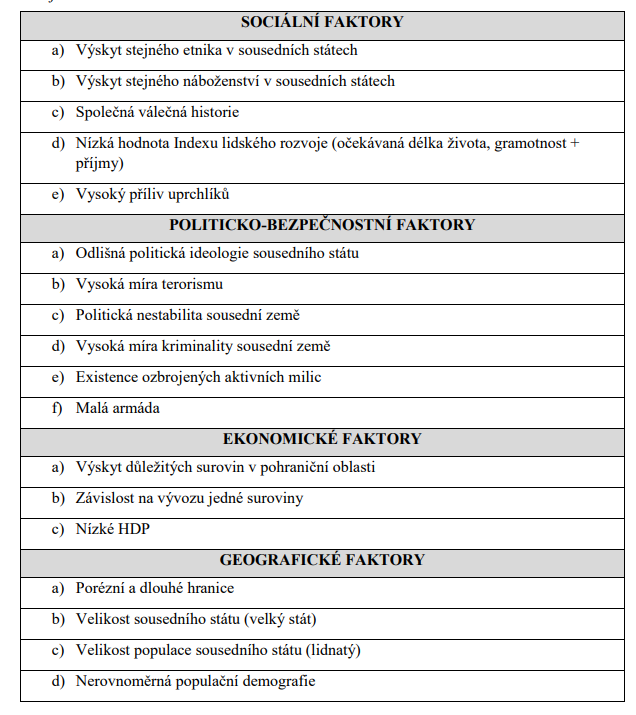 SOCIÁLNÍ FAKTORY
a) Výskyt stejného etnika v sousedních státech
b) Výskyt stejného náboženství v sousedních státech
c) Společná válečná historie
d) Nízká hodnota Indexu lidského rozvoje (očekávaná délka života, gramotnost +
příjmy)
e) Vysoký příliv uprchlíků
POLITICKO-BEZPEČNOSTNÍ FAKTORY
a) Odlišná politická ideologie sousedního státu
b) Vysoká míra terorismu
c) Politická nestabilita sousední země
d) Vysoká míra kriminality sousední země
e) Existence ozbrojených aktivních milic
f) Malá armáda
EKONOMICKÉ FAKTORY
a) Výskyt důležitých surovin v pohraniční oblasti
b) Závislost na vývozu jedné suroviny
c) Nízké HDP
GEOGRAFICKÉ FAKTORY
a) Porézní a dlouhé hranice
b) Velikost sousedního státu (velký stát)
c) Velikost populace sousedního státu (lidnatý)
d) Nerovnoměrná populační demografie